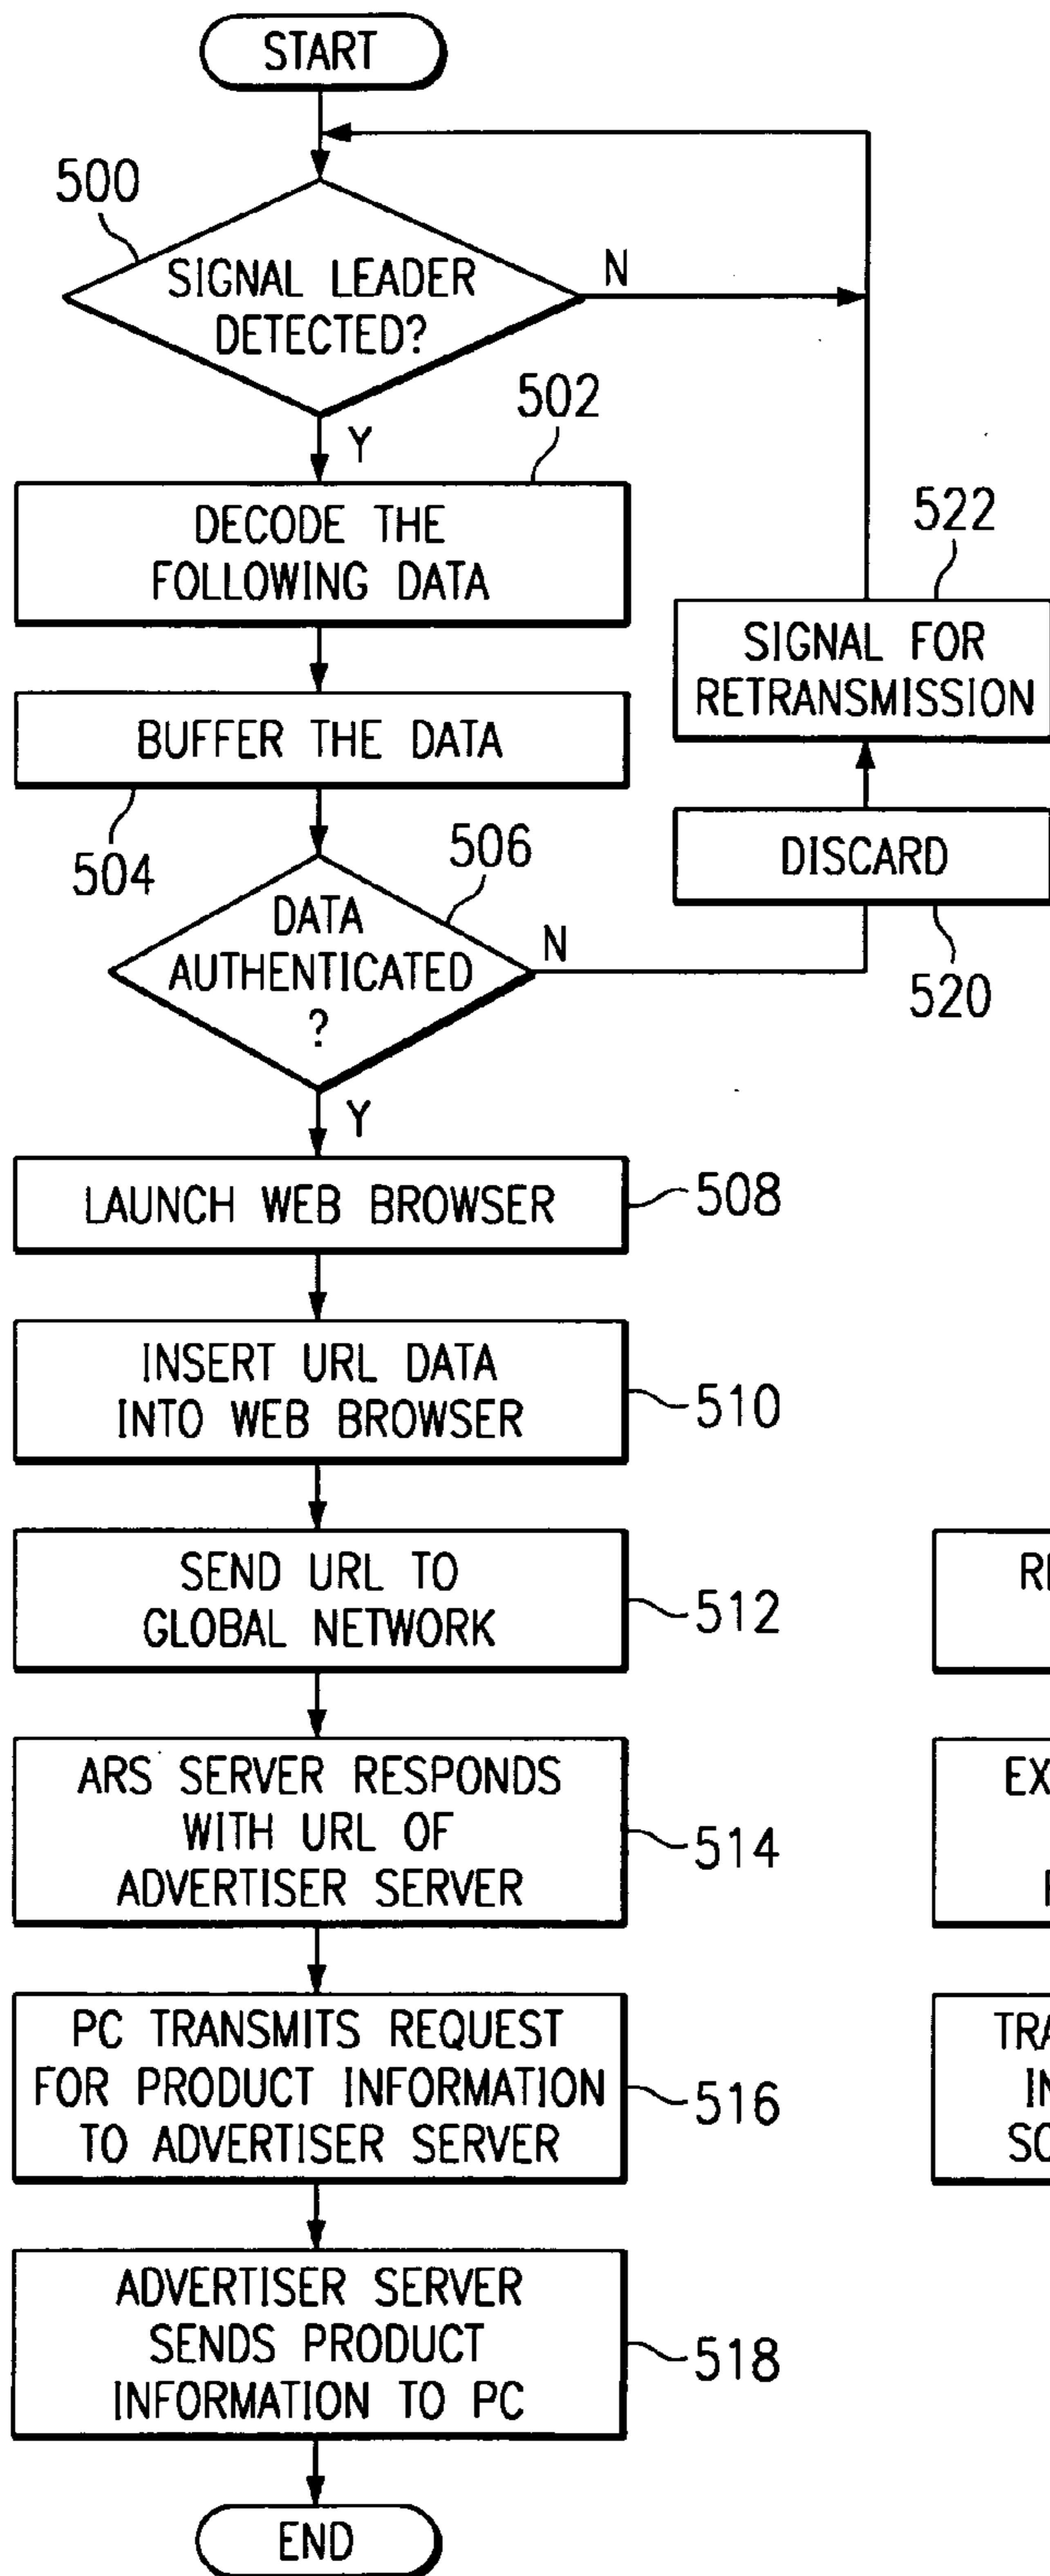 START
500
SIGNAL LEADER
DETECTED?
N
Y
502
DECODE THE
FOLLOWING DATA
522
SIGNAL FOR
RETRANSMISSION
BUFFER THE DATA
504
DISCARD
520
506
DATA
AUTHENTICATED
?
N
Y
LAUNCH WEB BROWSER
508
INSERT URL DATA
INTO WEB BROWSER
510
SEND URL TO
GLOBAL NETWORK
512
ARS SERVER RESPONDS
WITH URL OF
ADVERTISER SERVER
514
PC TRANSMITS REQUEST
FOR PRODUCT INFORMATION
TO ADVERTISER SERVER
516
ADVERTISER SERVER
SENDS PRODUCT
INFORMATION TO PC
518
END